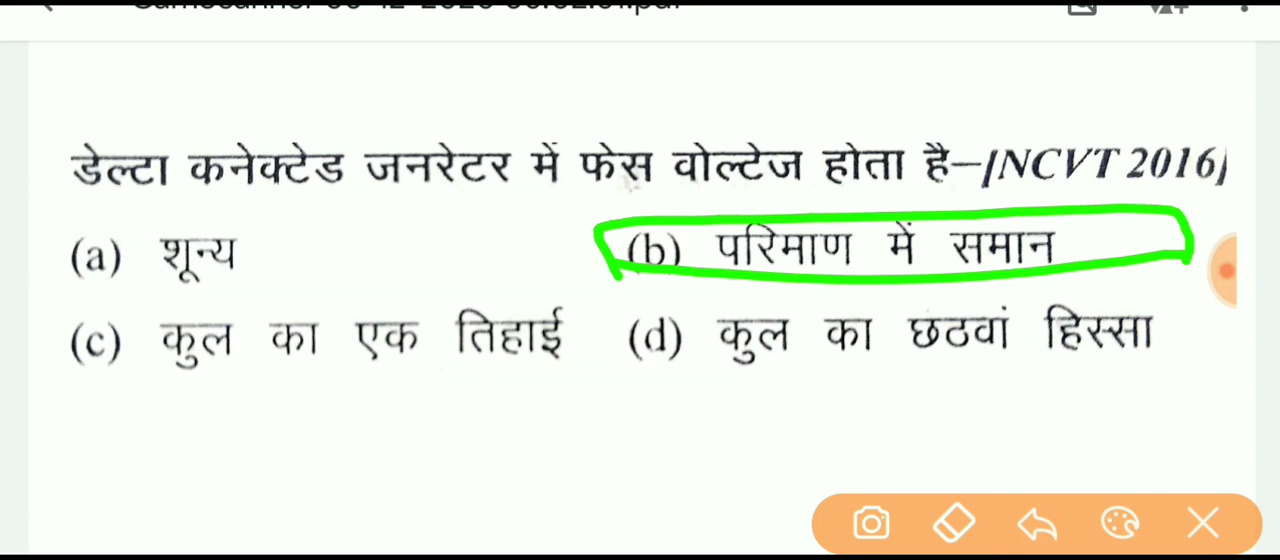 डेल्टा कनेक्टेड जनरेटर में फेस वोल्टेज होता है–[NCVT 2016]
(a) शून्य (b) परिमाण में समान
(c) कुल का एक तिहाई (d) कुल का छठवां हिस्सा